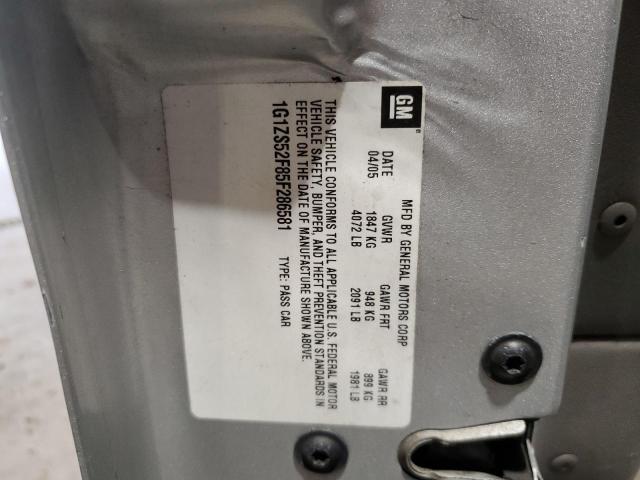 GM
MFD BY GENERAL MOTORS CORP
DATE GVWR GAWR FRT GAWR RR
04/05 1847 KG 948 KG 899 KG
4072 LB 2091 LB 1981 LB
THIS VEHICLE CONFORMS TO ALL APPLICABLE U.S. FEDERAL MOTOR
VEHICLE SAFETY, BUMPER, AND THEFT PREVENTION STANDARDS IN
EFFECT ON THE DATE OF MANUFACTURE SHOWN ABOVE.
1G1ZS52F85F286581 TYPE: PASS CAR